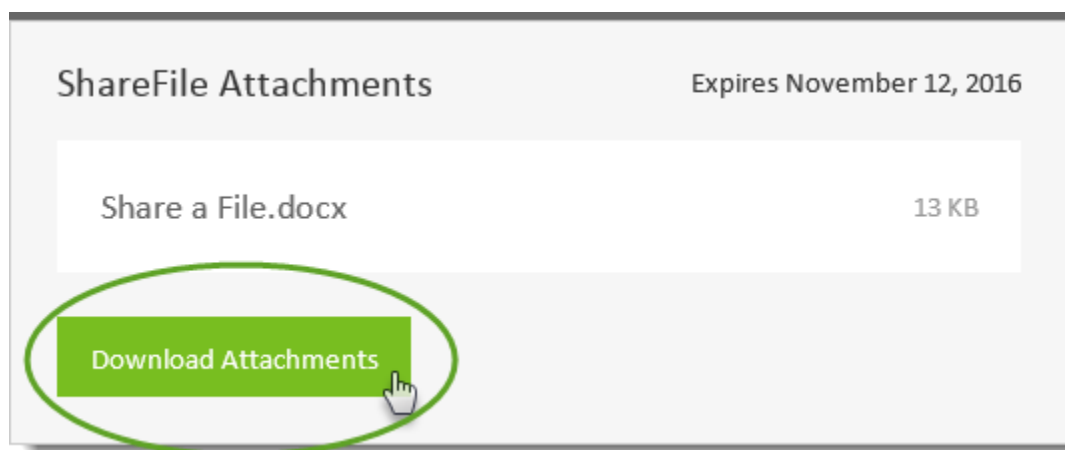 ShareFile Attachments Expires November 12, 2016
Share a File.docx 13 KB
Download Attachments